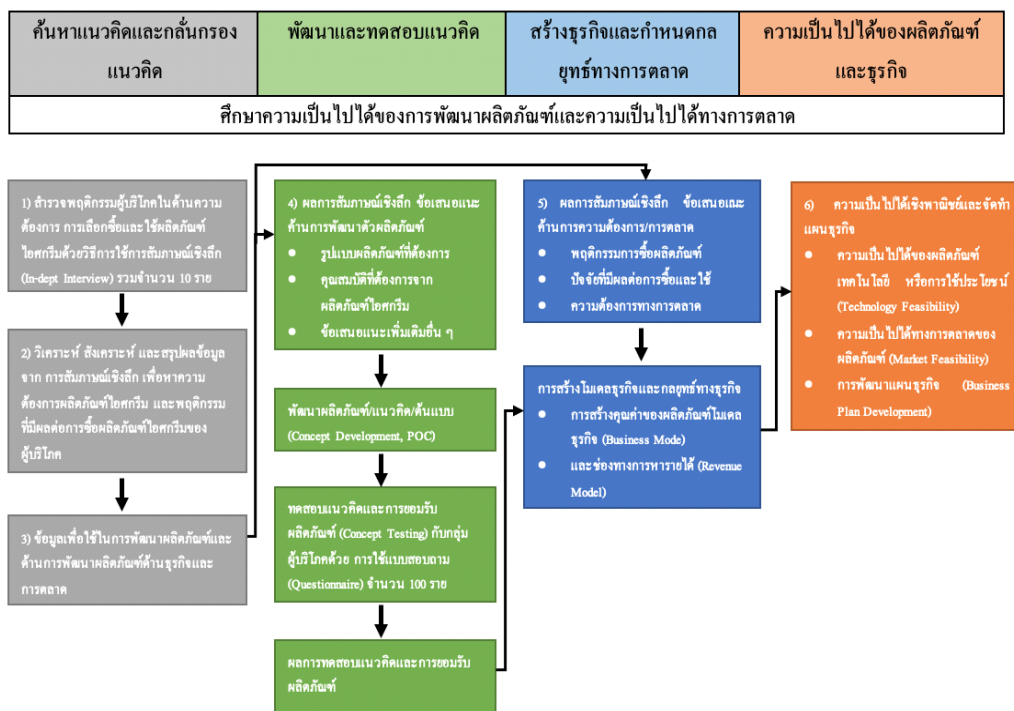 ค้นหาแนวคิดและกลั่นกรอง
แนวคิด
พัฒนาและทดสอบแนวคิด
สร้างธุรกิจและกำหนดกล
ยุทธ์ทางการตลาด
ความเป็นไปได้ของผลิตภัณฑ์
และธุรกิจ
ศึกษาความเป็นไปได้ของการพัฒนาผลิตภัณฑ์และความเป็นไปได้ทางการตลาด
1) สำรวจพฤติกรรมผู้บริโภคในด้านความ
ต้องการ การเลือกซื้อและใช้ผลิตภัณฑ์
ไอศกรีมด้วยวิธีการใช้การสัมภาษณ์เชิงลึก
(In-dept Interview) รวมจำนวน 10 ราย
2) วิเคราะห์ สังเคราะห์ และสรุปผลข้อมูล
จาก การสัมภาษณ์เชิงลึก เพื่อหาความ
ต้องการผลิตภัณฑ์ไอศกรีม และพฤติกรรม
ที่มีผลต่อการซื้อผลิตภัณฑ์ไอศกรีมของ
ผู้บริโภค
3) ข้อมูลเพื่อใช้ในการพัฒนาผลิตภัณฑ์และ
ด้านการพัฒนาผลิตภัณฑ์ด้านธุรกิจและ
การตลาด
4) ผลการสัมภาษณ์เชิงลึก ข้อเสนอแนะ
ด้านการพัฒนาตัวผลิตภัณฑ์
● รูปแบบผลิตภัณฑ์ที่ต้องการ
● คุณสมบัติที่ต้องการจาก
ผลิตภัณฑ์ไอศกรีม
● ข้อเสนอแนะเพิ่มเติมอื่น ๆ
พัฒนาผลิตภัณฑ์/แนวคิด/ต้นแบบ
(Concept Development, POC)
ทดสอบแนวคิดและการยอมรับ
ผลิตภัณฑ์ (Concept Testing) กับกลุ่ม
ผู้บริโภคด้วย การใช้แบบสอบถาม
(Questionnaire) จำนวน 100 ราย
ผลการทดสอบแนวคิดและการยอมรับ
ผลิตภัณฑ์
5) ผลการสัมภาษณ์เชิงลึก ข้อเสนอแนะ
ด้านการความต้องการ/การตลาด
● พฤติกรรมการซื้อผลิตภัณฑ์
● ปัจจัยที่มีผลต่อการซื้อและใช้
● ความต้องการทางการตลาด
การสร้างโมเดลธุรกิจและกลยุทธ์ทางธุรกิจ
● การสร้างคุณค่าของผลิตภัณฑ์โมเดล
ธุรกิจ (Business Mode)
● และช่องทางการหารายได้ (Revenue
Model)
6) ความเป็นไปได้เชิงพาณิชย์และจัดทำ
แผนธุรกิจ
● ความเป็นไปได้ของผลิตภัณฑ์
เทคโนโลยี หรือการใช้ประโยชน์
(Technology Feasibility)
● ความเป็นไปได้ทางการตลาดของ
ผลิตภัณฑ์ (Market Feasibility)
● การพัฒนาแผนธุรกิจ (Business
Plan Development)